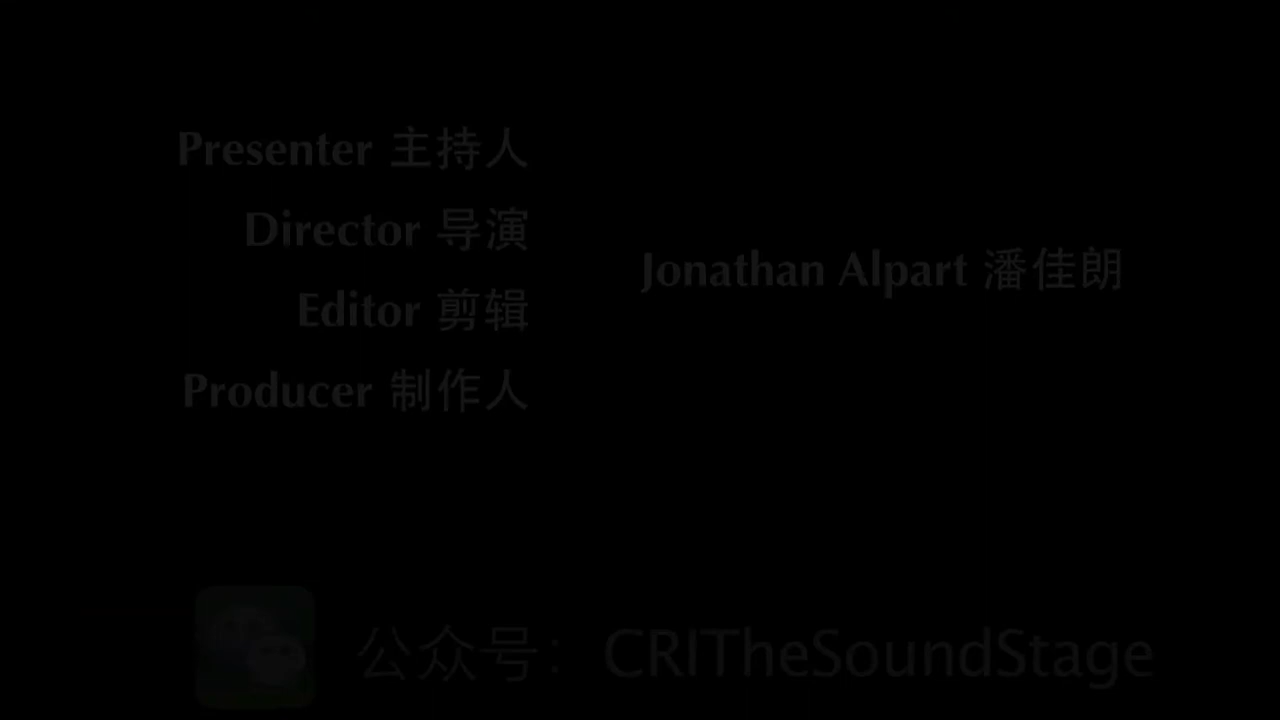 Presenter 主持人
Director 导演
Jonathan Alpart 潘佳朗
Editor 剪辑
Producer 制作人
公众号：CRITheSoundStage